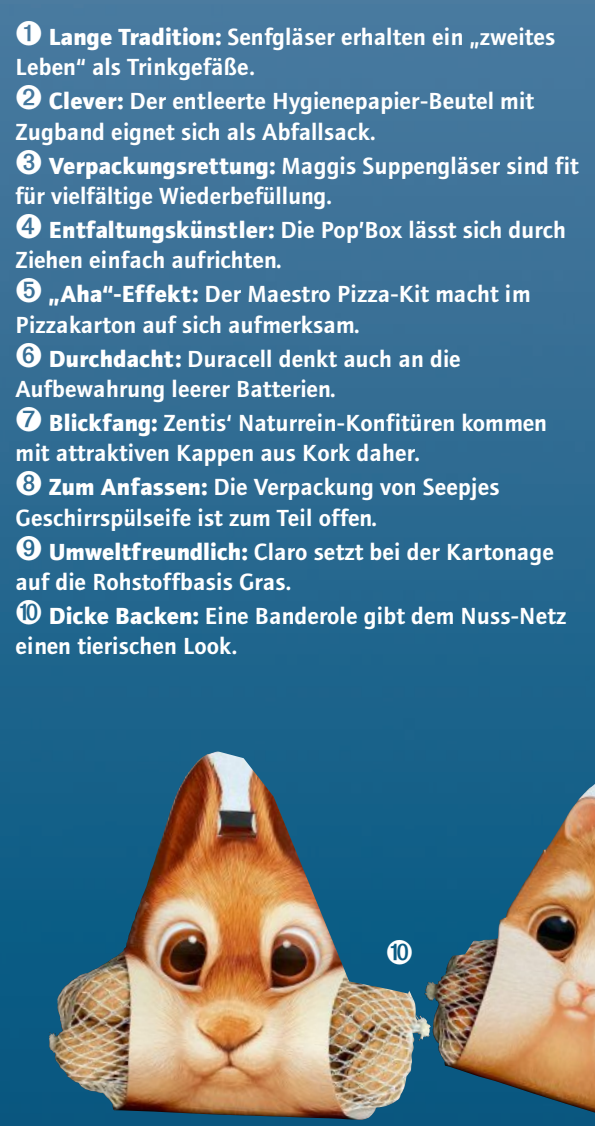 ❶ Lange Tradition: Senfgläser erhalten ein „zweites
Leben“ als Trinkgefäße.
❷ Clever: Der entleerte Hygienepapier-Beutel mit
Zugband eignet sich als Abfallsack.
❸ Verpackungsrettung: Maggis Suppengläser sind fit
für vielfältige Wiederbefüllung.
❹ Entfaltungskünstler: Die Pop’Box lässt sich durch
Ziehen einfach aufrichten.
❺ „Aha“-Effekt: Der Maestro Pizza-Kit macht im
Pizzakarton auf sich aufmerksam.
❻ Durchdacht: Duracell denkt auch an die
Aufbewahrung leerer Batterien.
❼ Blickfang: Zentis’ Naturrein-Konfitüren kommen
mit attraktiven Kappen aus Kork daher.
❽ Zum Anfassen: Die Verpackung von Seepjes
Geschirrspülseife ist zum Teil offen.
❾ Umweltfreundlich: Claro setzt bei der Kartonage
auf die Rohstoffbasis Gras.
❿ Dicke Backen: Eine Banderole gibt dem Nuss-Netz
einen tierischen Look.
❿